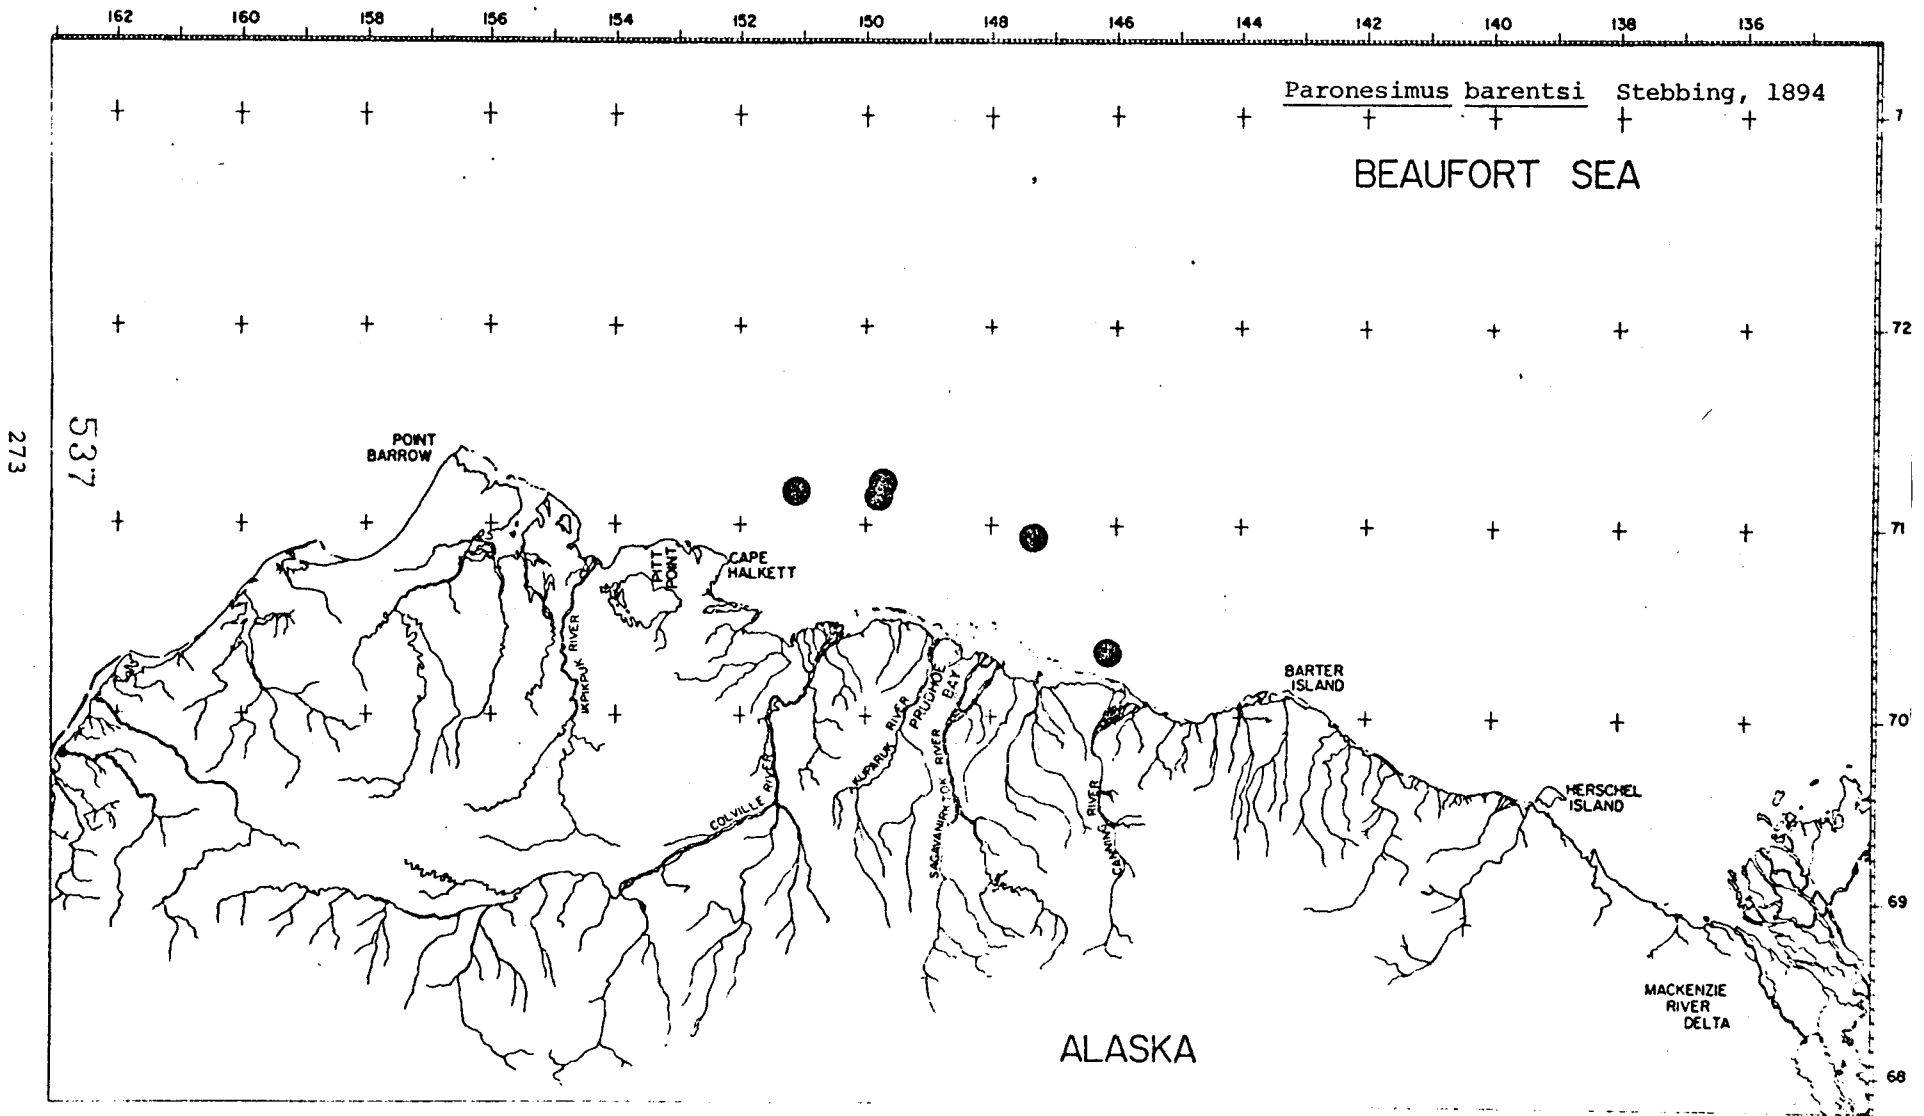 162 160 158 156 154 152 150 148 146 144 142 140 138 136
Paronesimus barentsi Stebbing, 1894
7
BEAUFORT SEA
72
POINT
BARROW
537
273
71
CAPE
HALKETT
PITT
POINT
IKPIKPUK RIVER
BARTER
ISLAND
PRUDHOE
BAY
KUPARUK RIVER
70
COLVILLE RIVER
SAGAVANIRKTOK RIVER
CANNING RIVER
HERSCHEL
ISLAND
69
MACKENZIE
RIVER
DELTA
ALASKA
68